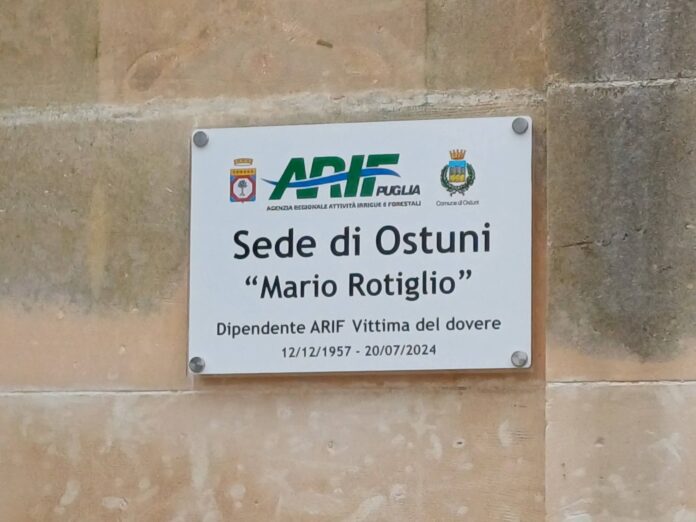 ARIF
PUGLIA
AGENZIA REGIONALE ATTIVITÀ IRRIGUE E FORESTALI
Comune di Ostuni
Sede di Ostuni
“Mario Rotiglio”
Dipendente ARIF Vittima del dovere
12/12/1957 - 20/07/2024